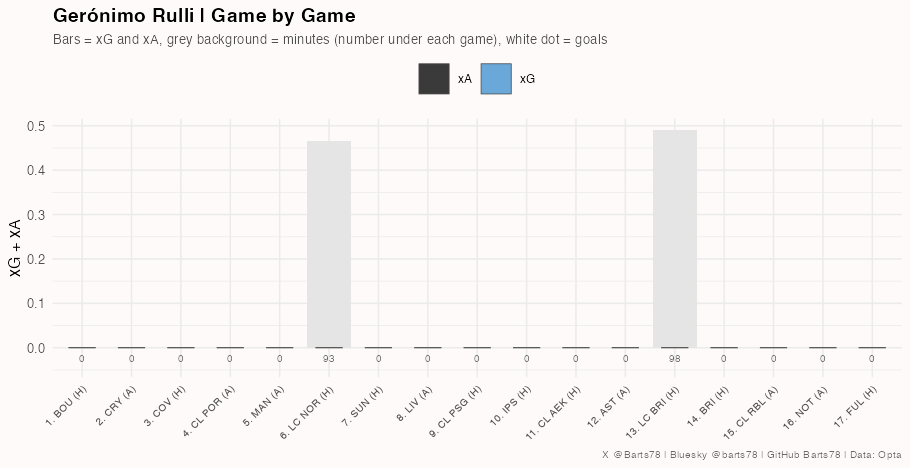 Gerónimo Rulli | Game by Game
Bars = xG and xA, grey background = minutes (number under each game), white dot = goals
xA xG
xG + xA
0.5
0.4
0.3
0.2
0.1
0.0
0 0 0 0 0 93 0 0 0 0 0 0 98 0 0 0 0
1. BOU (H)
2. CRY (A)
3. COV (H)
4. CL POR (A)
5. MAN (A)
6. LC NOR (H)
7. SUN (H)
8. LIV (A)
9. CL PSG (H)
10. IPS (H)
11. CL AEK (H)
12. AST (A)
13. LC BRI (H)
14. BRI (H)
15. CL RBL (A)
16. NOT (A)
17. FUL (H)
X @Barts78 | Bluesky @barts78 | GitHub Barts78 | Data: Opta